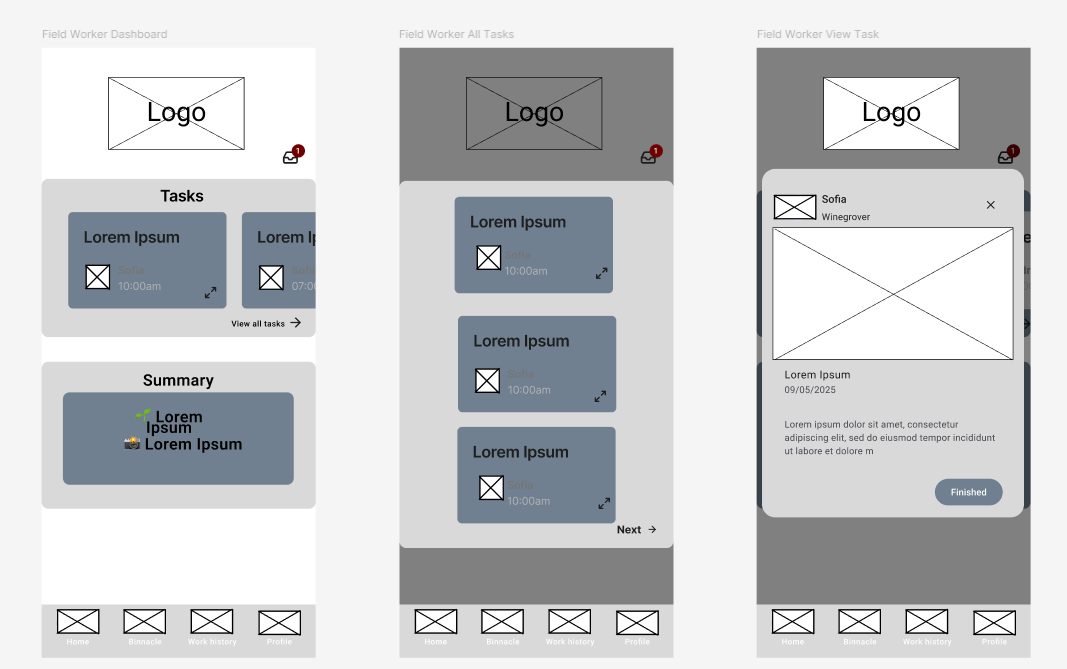 Field Worker Dashboard
Logo
1
Tasks
Lorem Ipsum
Sofia
10:00am
Lorem Ip
Sofi
07:00
View all tasks
Summary
🌱 Lorem
Ipsum
📸 Lorem Ipsum
Home
Binnacle
Work history
Profile
Field Worker All Tasks
Logo
1
Lorem Ipsum
Sofia
10:00am
Lorem Ipsum
Sofia
10:00am
Lorem Ipsum
Sofia
10:00am
Next
Home
Binnacle
Work history
Profile
Field Worker View Task
Logo
1
Sofia
Winegrover
Lorem Ipsum
09/05/2025
Lorem ipsum dolor sit amet, consectetur
adipiscing elit, sed do eiusmod tempor incididunt
ut labore et dolore m
Finished
Home
Binnacle
Work history
Profile